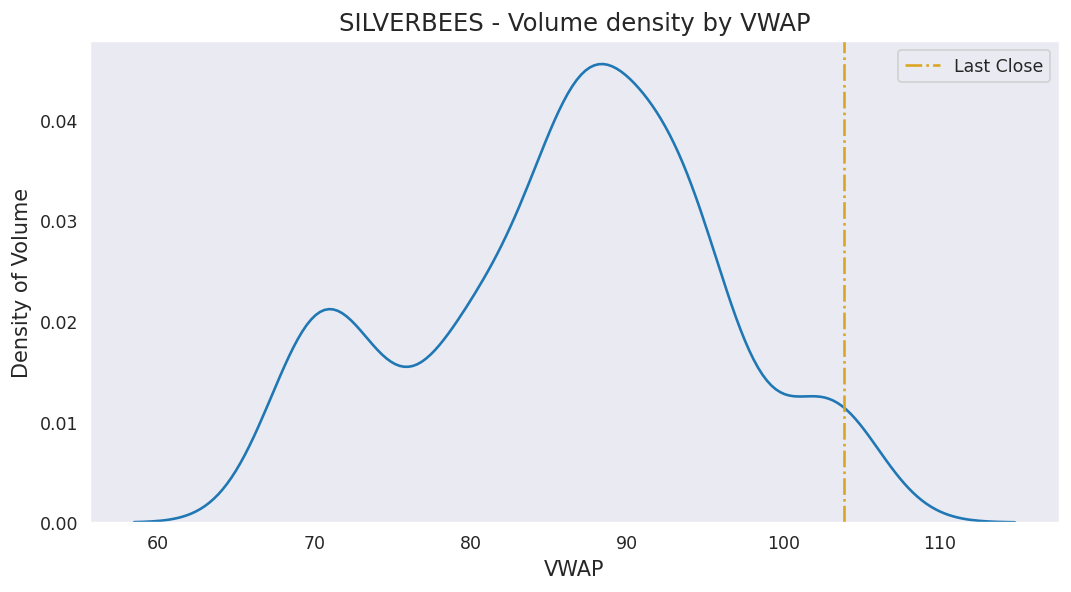 SILVERBEES - Volume density by VWAP
Last Close
Density of Volume
0.04
0.03
0.02
0.01
0.00
60 70 80 90 100 110
VWAP